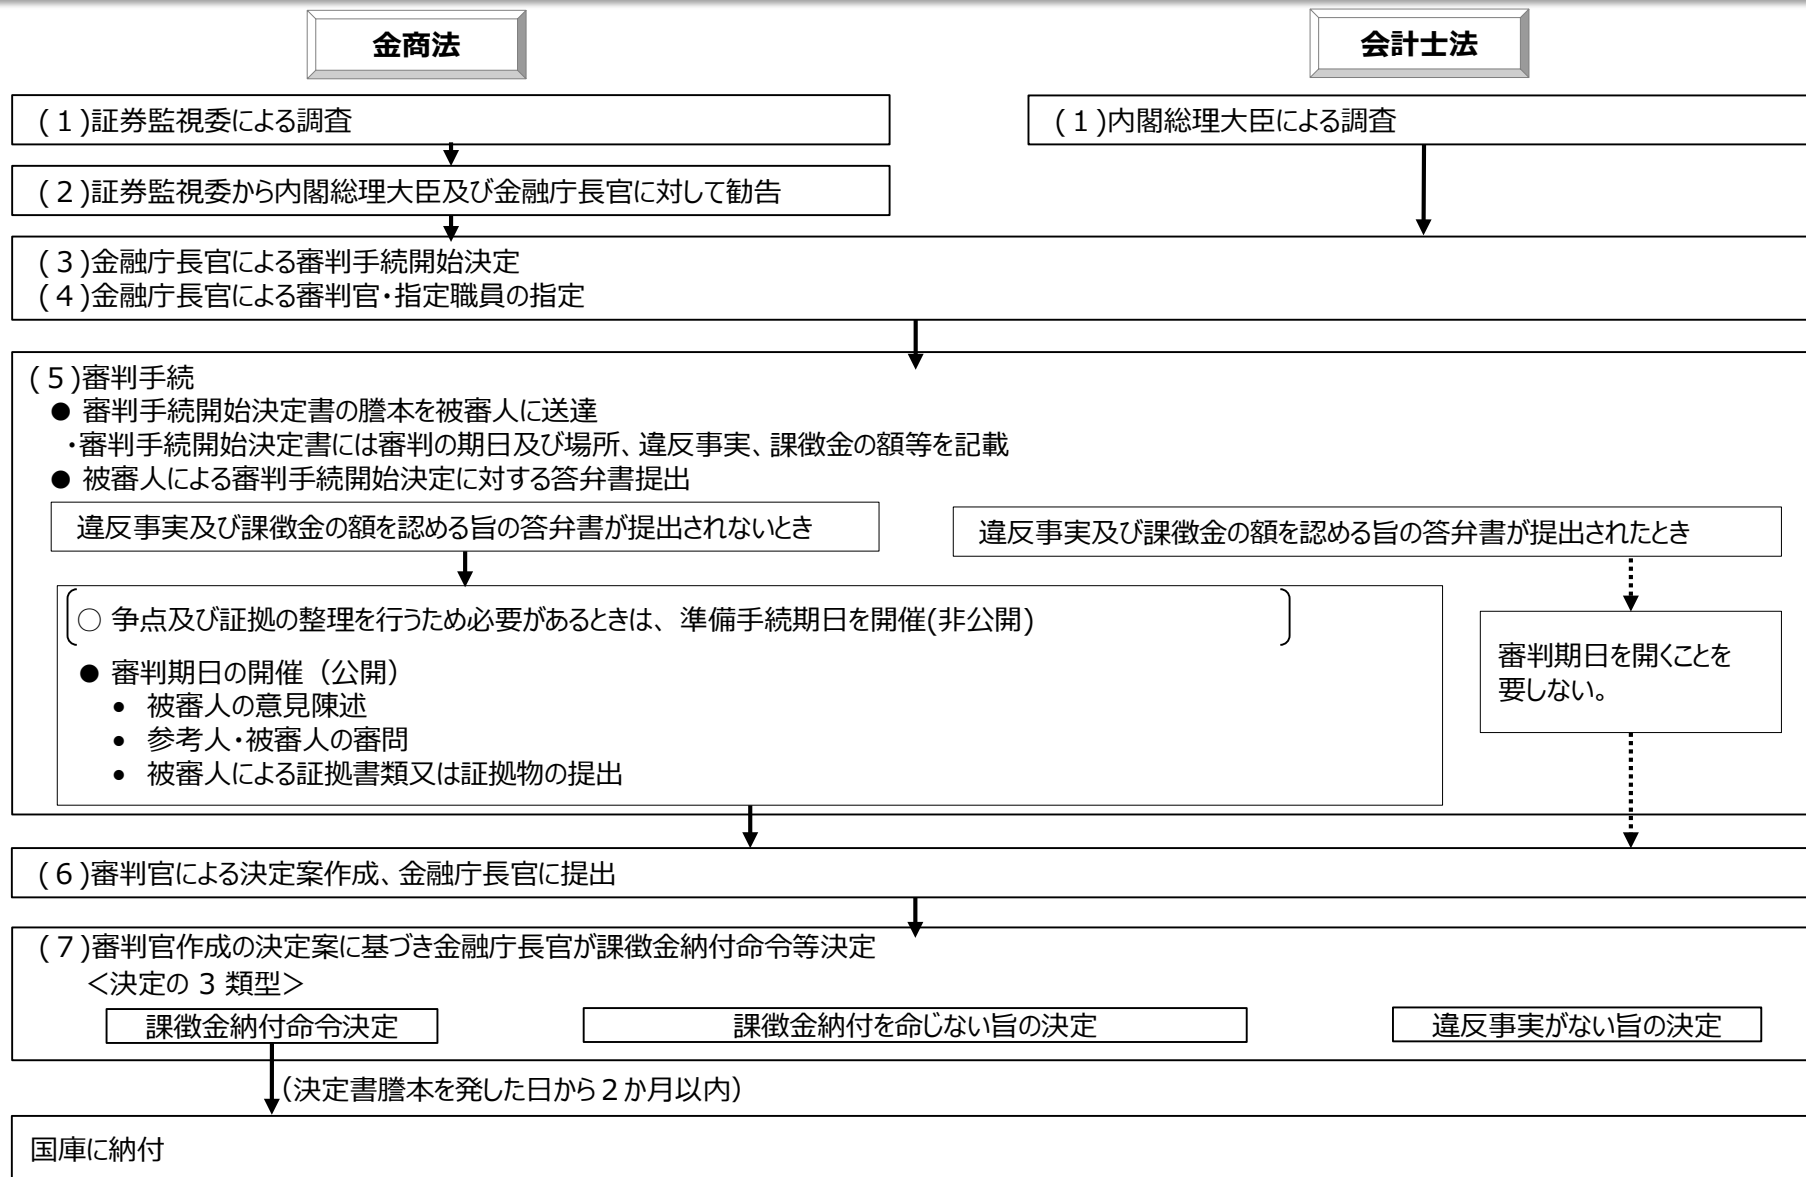 金商法
会計士法
(１)証券監視委による調査
(１)内閣総理大臣による調査
(２)証券監視委から内閣総理大臣及び金融庁長官に対して勧告
(３)金融庁長官による審判手続開始決定
(４)金融庁長官による審判官・指定職員の指定
(５)審判手続
● 審判手続開始決定書の謄本を被審人に送達
・審判手続開始決定書には審判の期日及び場所、違反事実、課徴金の額等を記載
● 被審人による審判手続開始決定に対する答弁書提出
違反事実及び課徴金の額を認める旨の答弁書が提出されないとき
違反事実及び課徴金の額を認める旨の答弁書が提出されたとき
○ 争点及び証拠の整理を行うため必要があるときは、準備手続期日を開催(非公開)
● 審判期日の開催（公開）
• 被審人の意見陳述
• 参考人・被審人の審問
• 被審人による証拠書類又は証拠物の提出
審判期日を開くことを
要しない。
(６)審判官による決定案作成、金融庁長官に提出
(７)審判官作成の決定案に基づき金融庁長官が課徴金納付命令等決定
＜決定の 3 類型＞
課徴金納付命令決定
課徴金納付を命じない旨の決定
違反事実がない旨の決定
（決定書謄本を発した日から２か月以内）
国庫に納付